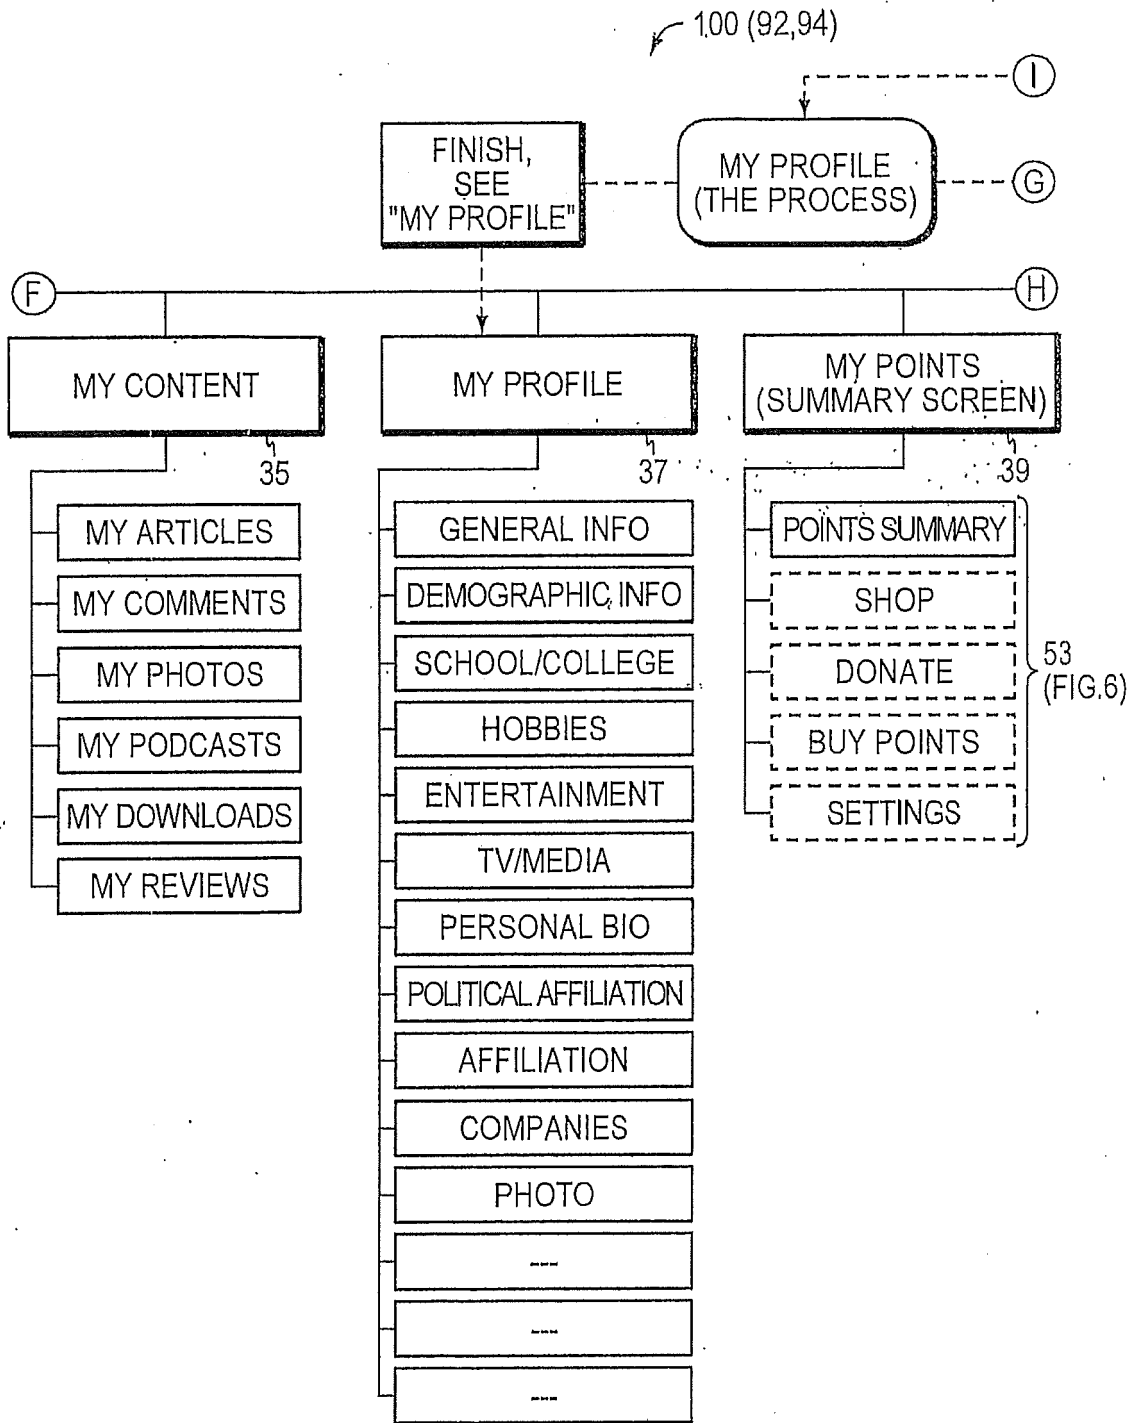 100 (92,94)
I
FINISH,
SEE
"MY PROFILE"
MY PROFILE
(THE PROCESS)
G
F
H
MY CONTENT
35
MY ARTICLES
MY COMMENTS
MY PHOTOS
MY PODCASTS
MY DOWNLOADS
MY REVIEWS
MY PROFILE
37
GENERAL INFO
DEMOGRAPHIC INFO
SCHOOL/COLLEGE
HOBBIES
ENTERTAINMENT
TV/MEDIA
PERSONAL BIO
POLITICAL AFFILIATION
AFFILIATION
COMPANIES
PHOTO
---
---
---
MY POINTS
(SUMMARY SCREEN)
39
POINTS SUMMARY
SHOP
DONATE
BUY POINTS
SETTINGS
53
(FIG.6)